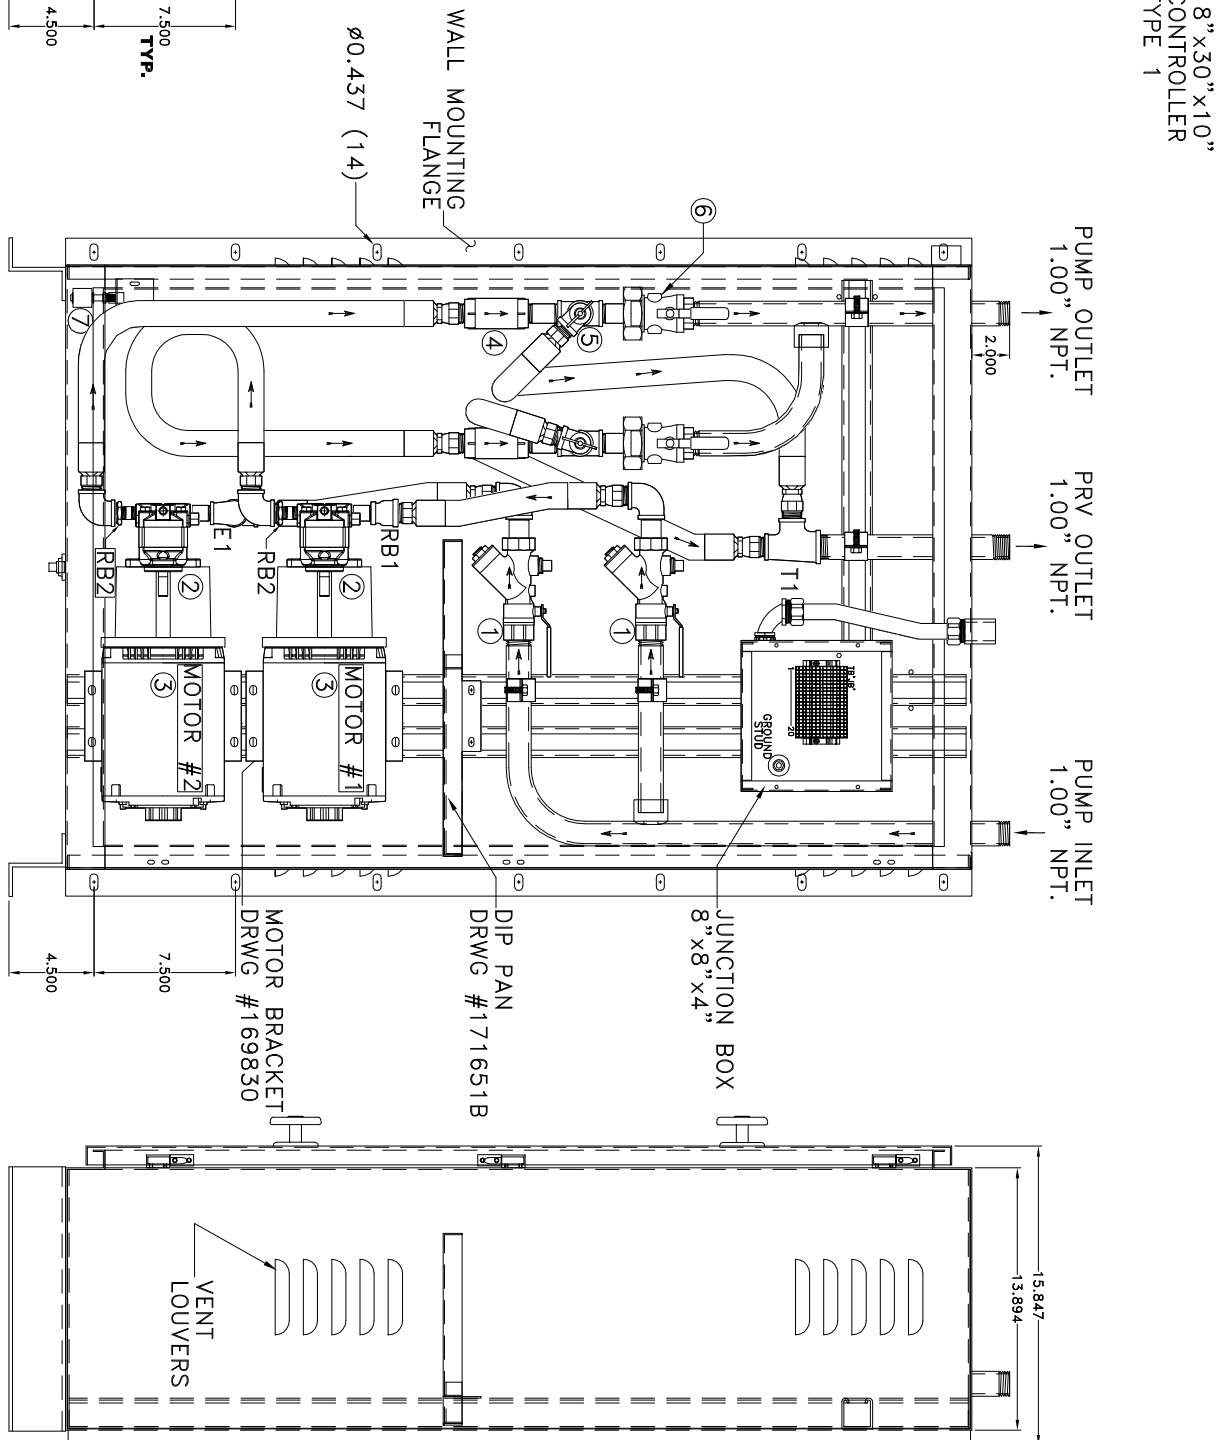 8"x30"x10"
CONTROLLER
TYPE 1
PUMP OUTLET
1.00" NPT.
PRV OUTLET
1.00" NPT.
PUMP INLET
1.00" NPT.
2.000
WALL MOUNTING
FLANGE
Ø0.437 (14)
7.500
TYP.
4.500
6
5
4
7
E1
RB2
RB2
RB1
T1
2
2
1
1
3
3
MOTOR #1
MOTOR #2
TB"B"
1
20
GROUND
STUD
JUNCTION BOX
8"x8"x4"
DIP PAN
DRWG #171651B
MOTOR BRACKET
DRWG #169830
7.500
4.500
15.847
13.894
VENT
LOUVERS